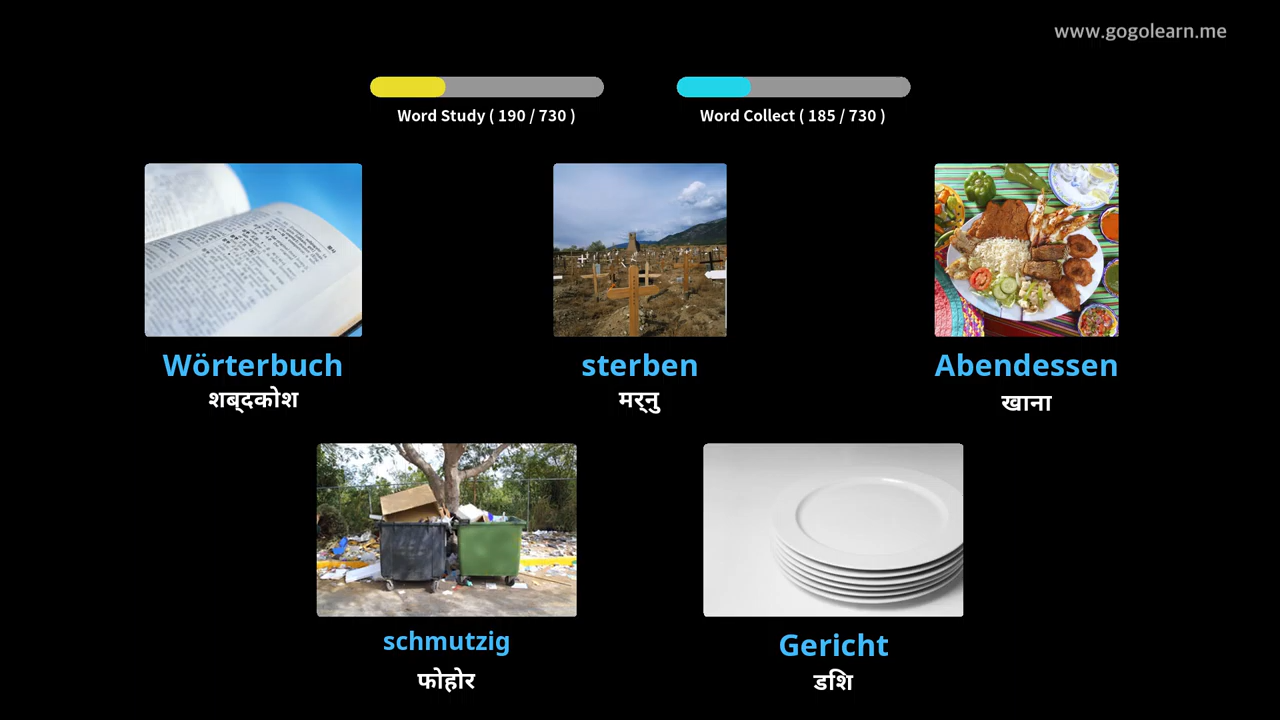 www.gogolearn.me
Word Study ( 190 / 730 )
Word Collect ( 185 / 730 )
Wörterbuch
शब्दकोश
sterben
मर्नु
Abendessen
खाना
schmutzig
फोहोर
Gericht
डशि